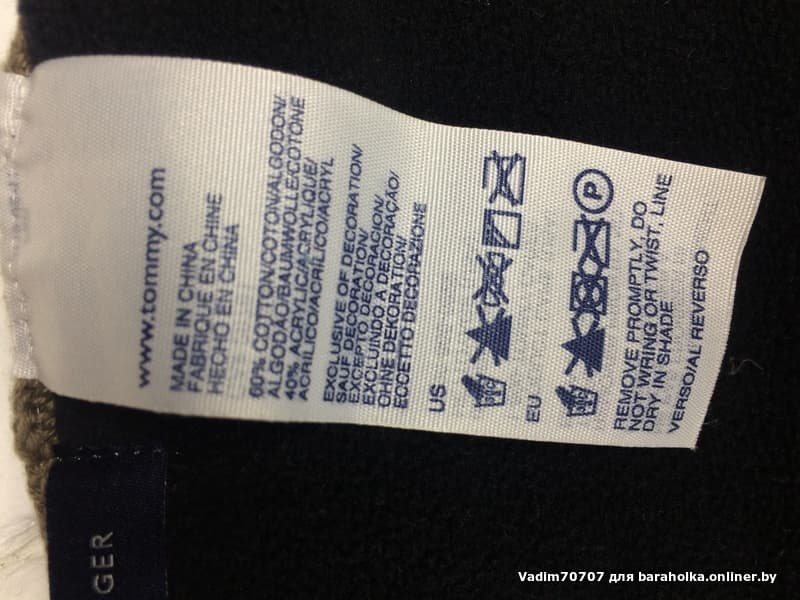 www.tommy.com
MADE IN CHINA
FABRIQUE EN CHINE
HECHO EN CHINA
60% COTTON/COTON/ALGODON/
ALGODÃO/BAUMWOLLE/COTONE
40% ACRYLIC/ACRYLIQUE/
ACRILICO/ACRÍLICO/ACRYL
EXCLUSIVE OF DECORATION/
SAUF DECORATION/
EXCEPTO DECORACION/
EXCLUINDO A DECORAÇÃO/
OHNE DEKORATION/
ECCETTO DECORAZIONE
US
EU
P
REMOVE PROMPTLY, DO
NOT WRING OR TWIST, LINE
DRY IN SHADE
VERSO/AL REVERSO
GER
Vadim70707 для baraholka.onliner.by